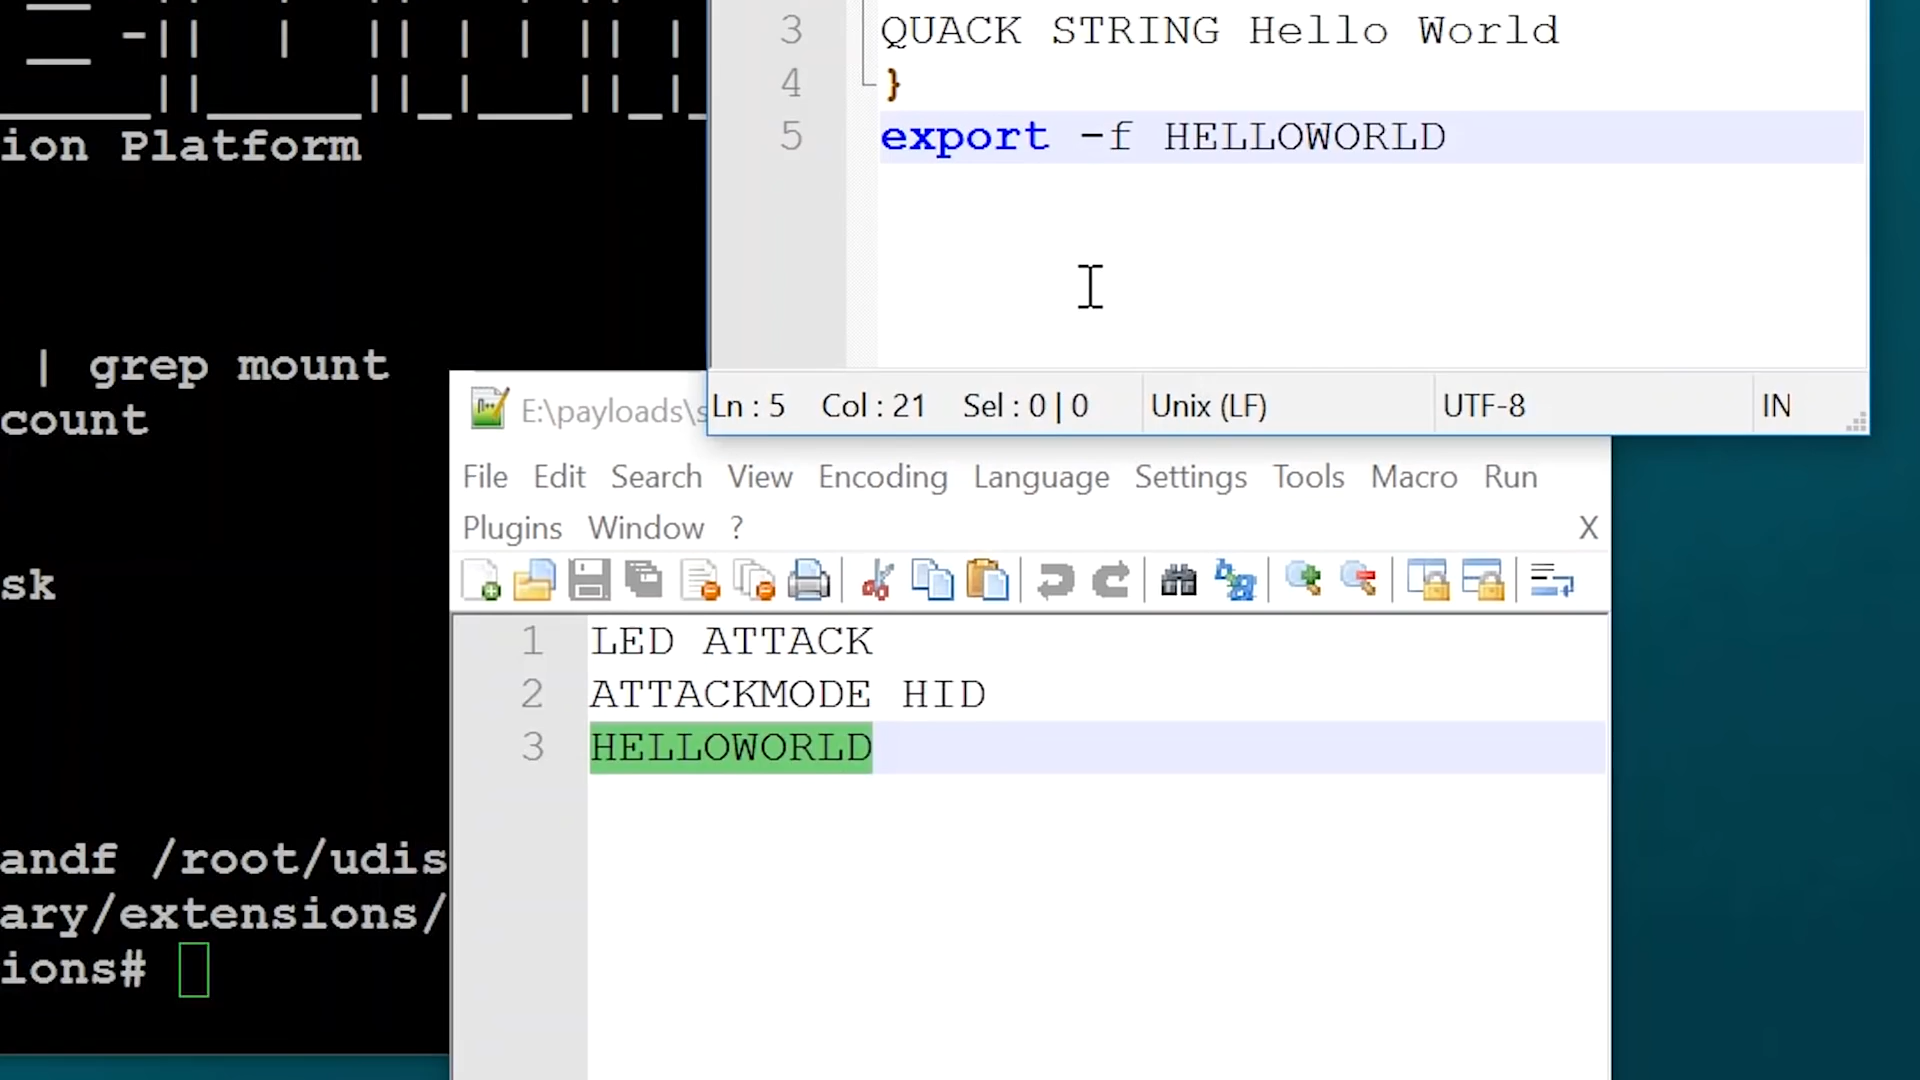 3 QUACK STRING Hello World
4 }
5 export -f HELLOWORLD
Ln : 5 Col : 21 Sel : 0 | 0 Unix (LF) UTF-8 IN
ion Platform
| grep mount
count
sk
andf /root/udis
ary/extensions/
ions#
E:\payloads\s
File Edit Search View Encoding Language Settings Tools Macro Run
Plugins Window ? X
1 LED ATTACK
2 ATTACKMODE HID
3 HELLOWORLD